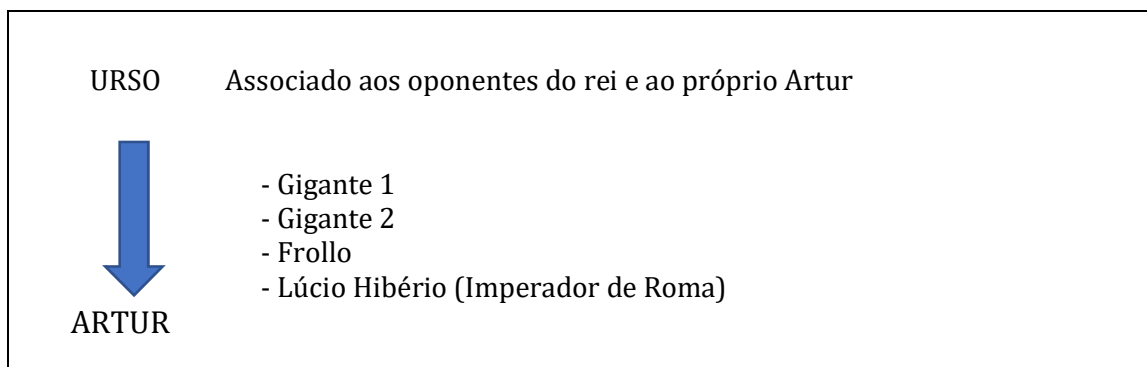 URSO Associado aos oponentes do rei e ao próprio Artur
- Gigante 1
- Gigante 2
- Frollo
- Lúcio Hibério (Imperador de Roma)
ARTUR